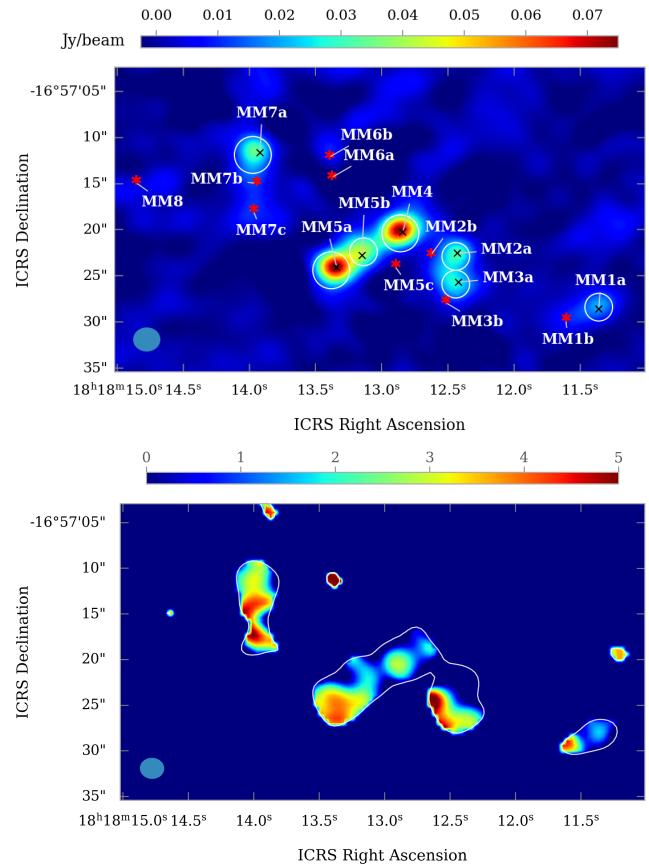 0.00 0.01 0.02 0.03 0.04 0.05 0.06 0.07
Jy/beam
-16°57'05"
10"
15"
20"
25"
30"
35"
ICRS Declination
MM7a
MM6b
MM6a
MM7b
MM8
MM5b
MM4
MM7c
MM5a
MM2b
MM2a
MM5c
MM3a
MM1a
MM3b
MM1b
18ʰ18ᵐ15.0ˢ 14.5ˢ 14.0ˢ 13.5ˢ 13.0ˢ 12.5ˢ 12.0ˢ 11.5ˢ
ICRS Right Ascension
0 1 2 3 4 5
-16°57'05"
10"
15"
20"
25"
30"
35"
ICRS Declination
18ʰ18ᵐ15.0ˢ 14.5ˢ 14.0ˢ 13.5ˢ 13.0ˢ 12.5ˢ 12.0ˢ 11.5ˢ
ICRS Right Ascension